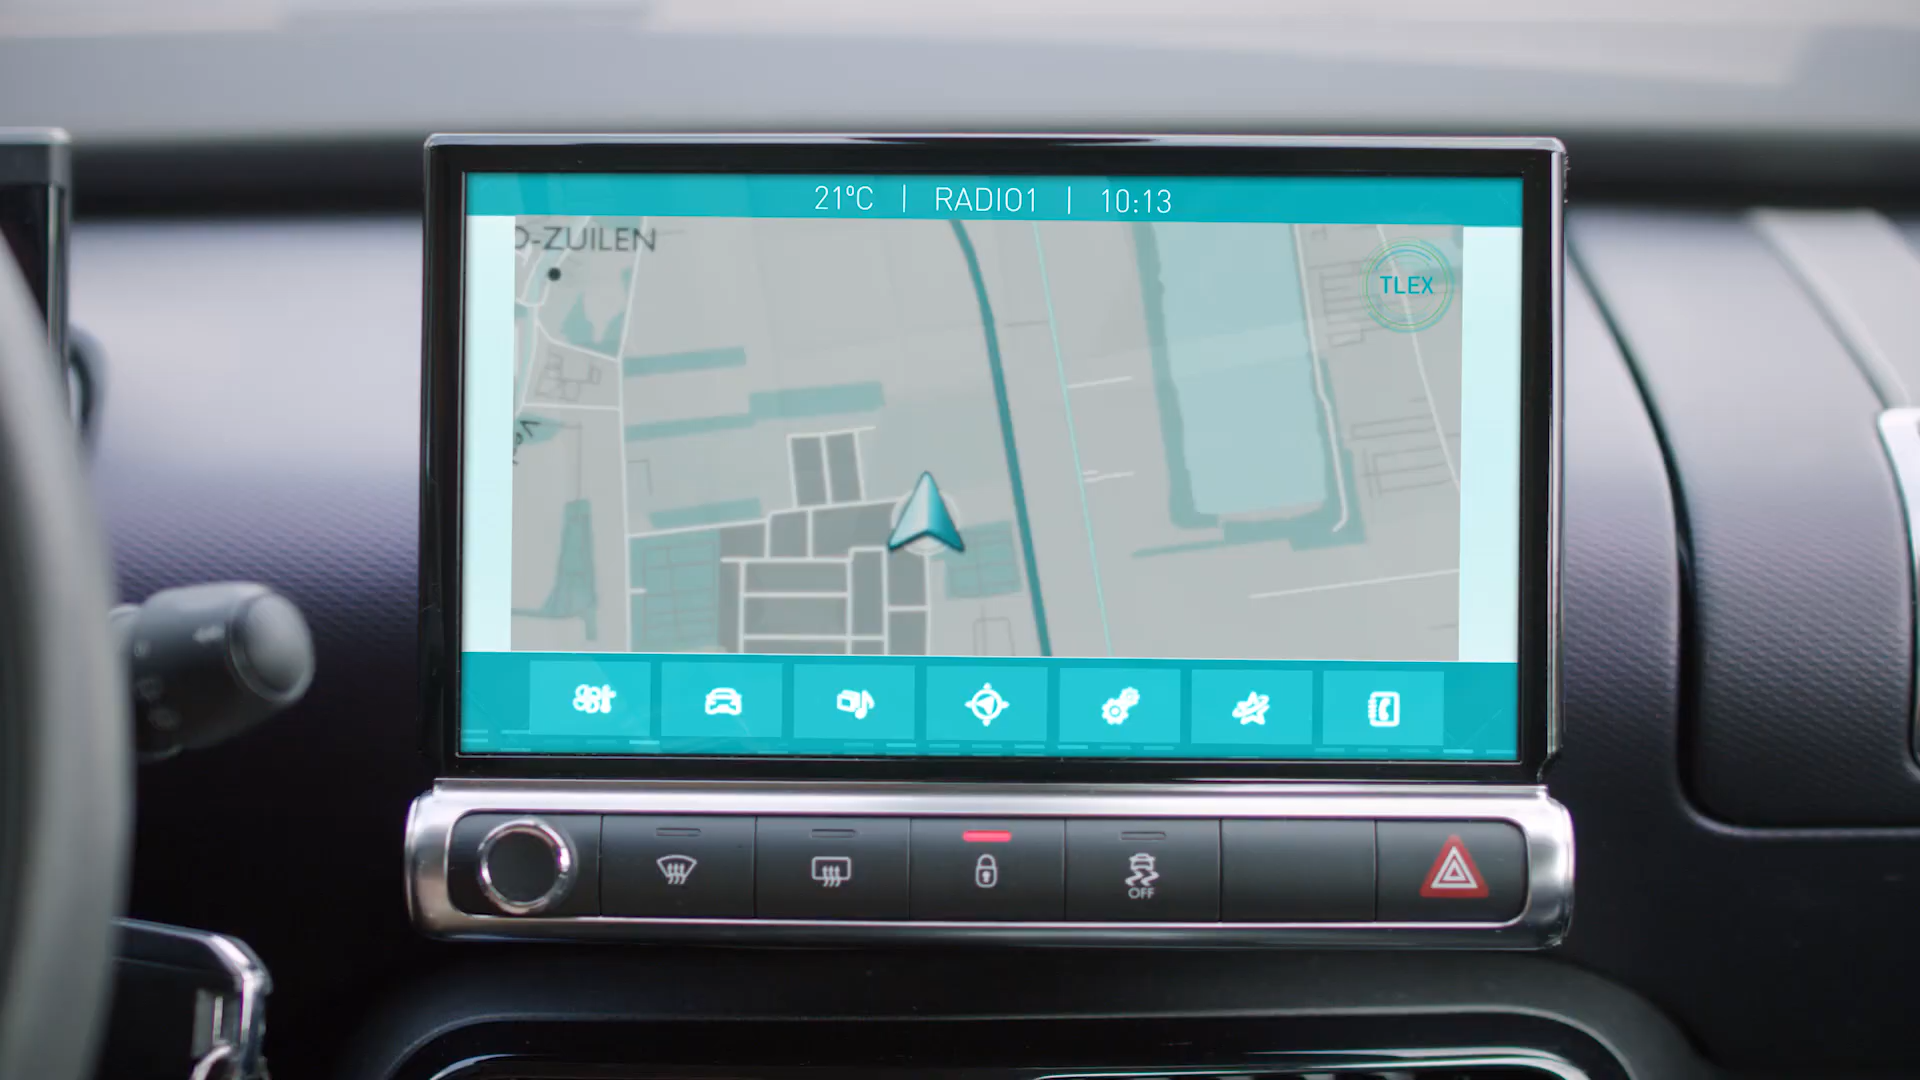 21°C | RADIO1 | 10:13
O-ZUILEN
TLEX
OFF